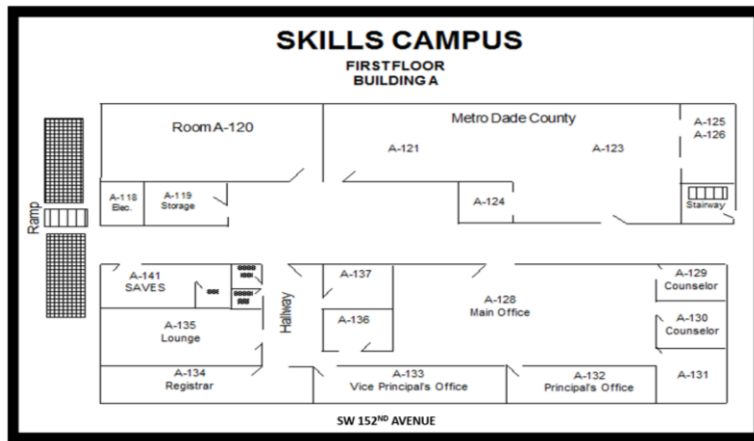 SKILLS CAMPUS
FIRST FLOOR
BUILDING A
Room A-120
Metro Dade County
A-121
A-123
A-125
A-126
A-118
Elec.
A-119
Storage
A-124
Stairway
Ramp
A-141
SAVES
A-137
A-128
Main Office
A-129
Counselor
Hallway
A-135
Lounge
A-136
A-130
Counselor
A-134
Registrar
A-133
Vice Principal's Office
A-132
Principal's Office
A-131
SW 152ND AVENUE